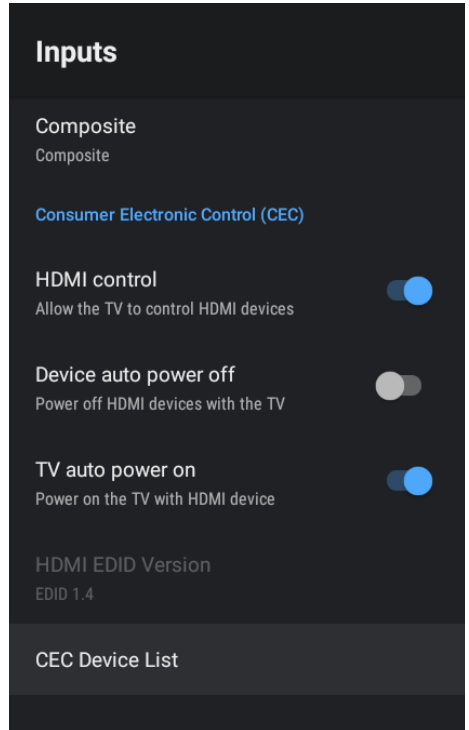 Inputs
Composite
Composite
Consumer Electronic Control (CEC)
HDMI control
Allow the TV to control HDMI devices
Device auto power off
Power off HDMI devices with the TV
TV auto power on
Power on the TV with HDMI device
HDMI EDID Version
EDID 1.4
CEC Device List